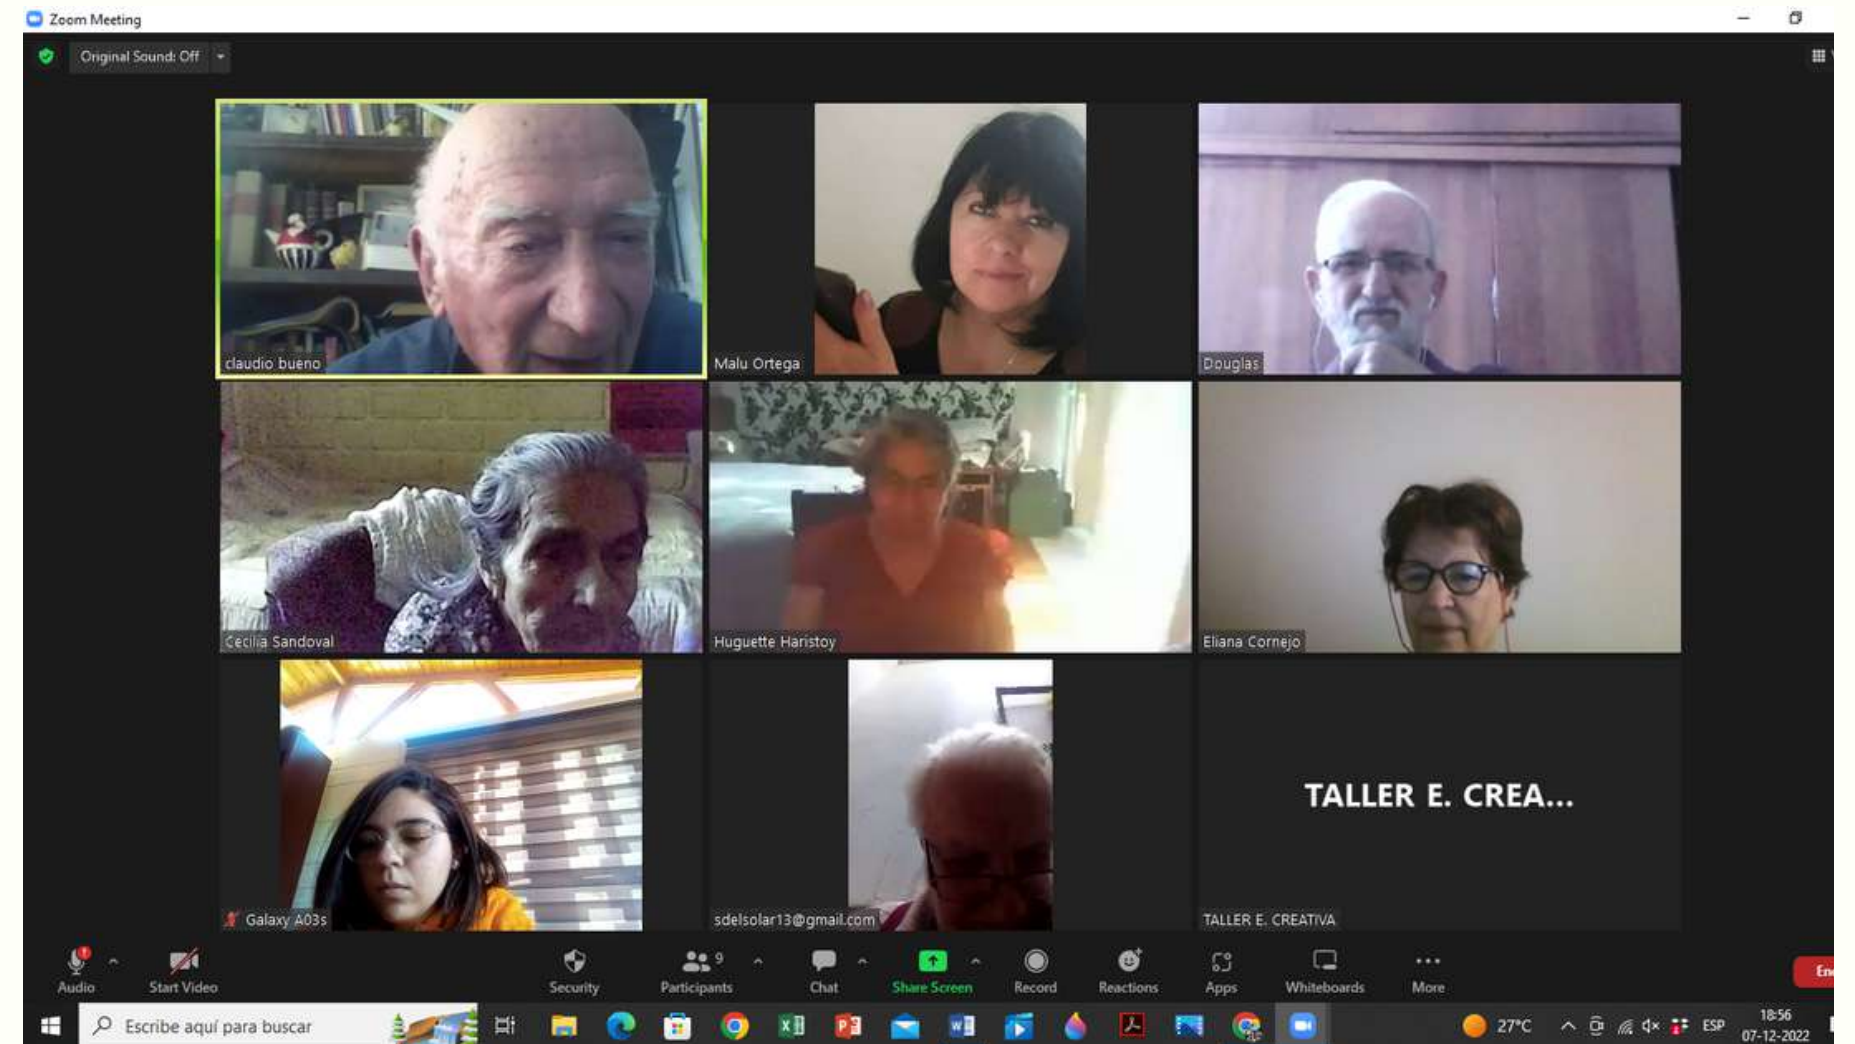 Zoom Meeting
Original Sound: Off
claudio bueno
Malu Ortega
Douglas
Cecilia Sandoval
Huguette Haristoy
Eliana Cornejo
TALLER E. CREA...
Galaxy A03s
sdelsolar13@gmail.com
TALLER E. CREATIVA
9
Audio
Start Video
Security
Participants
Chat
Share Screen
Record
Reactions
Apps
Whiteboards
More
Escribe aquí para buscar
27°C
ESP
18:56
07-12-2022